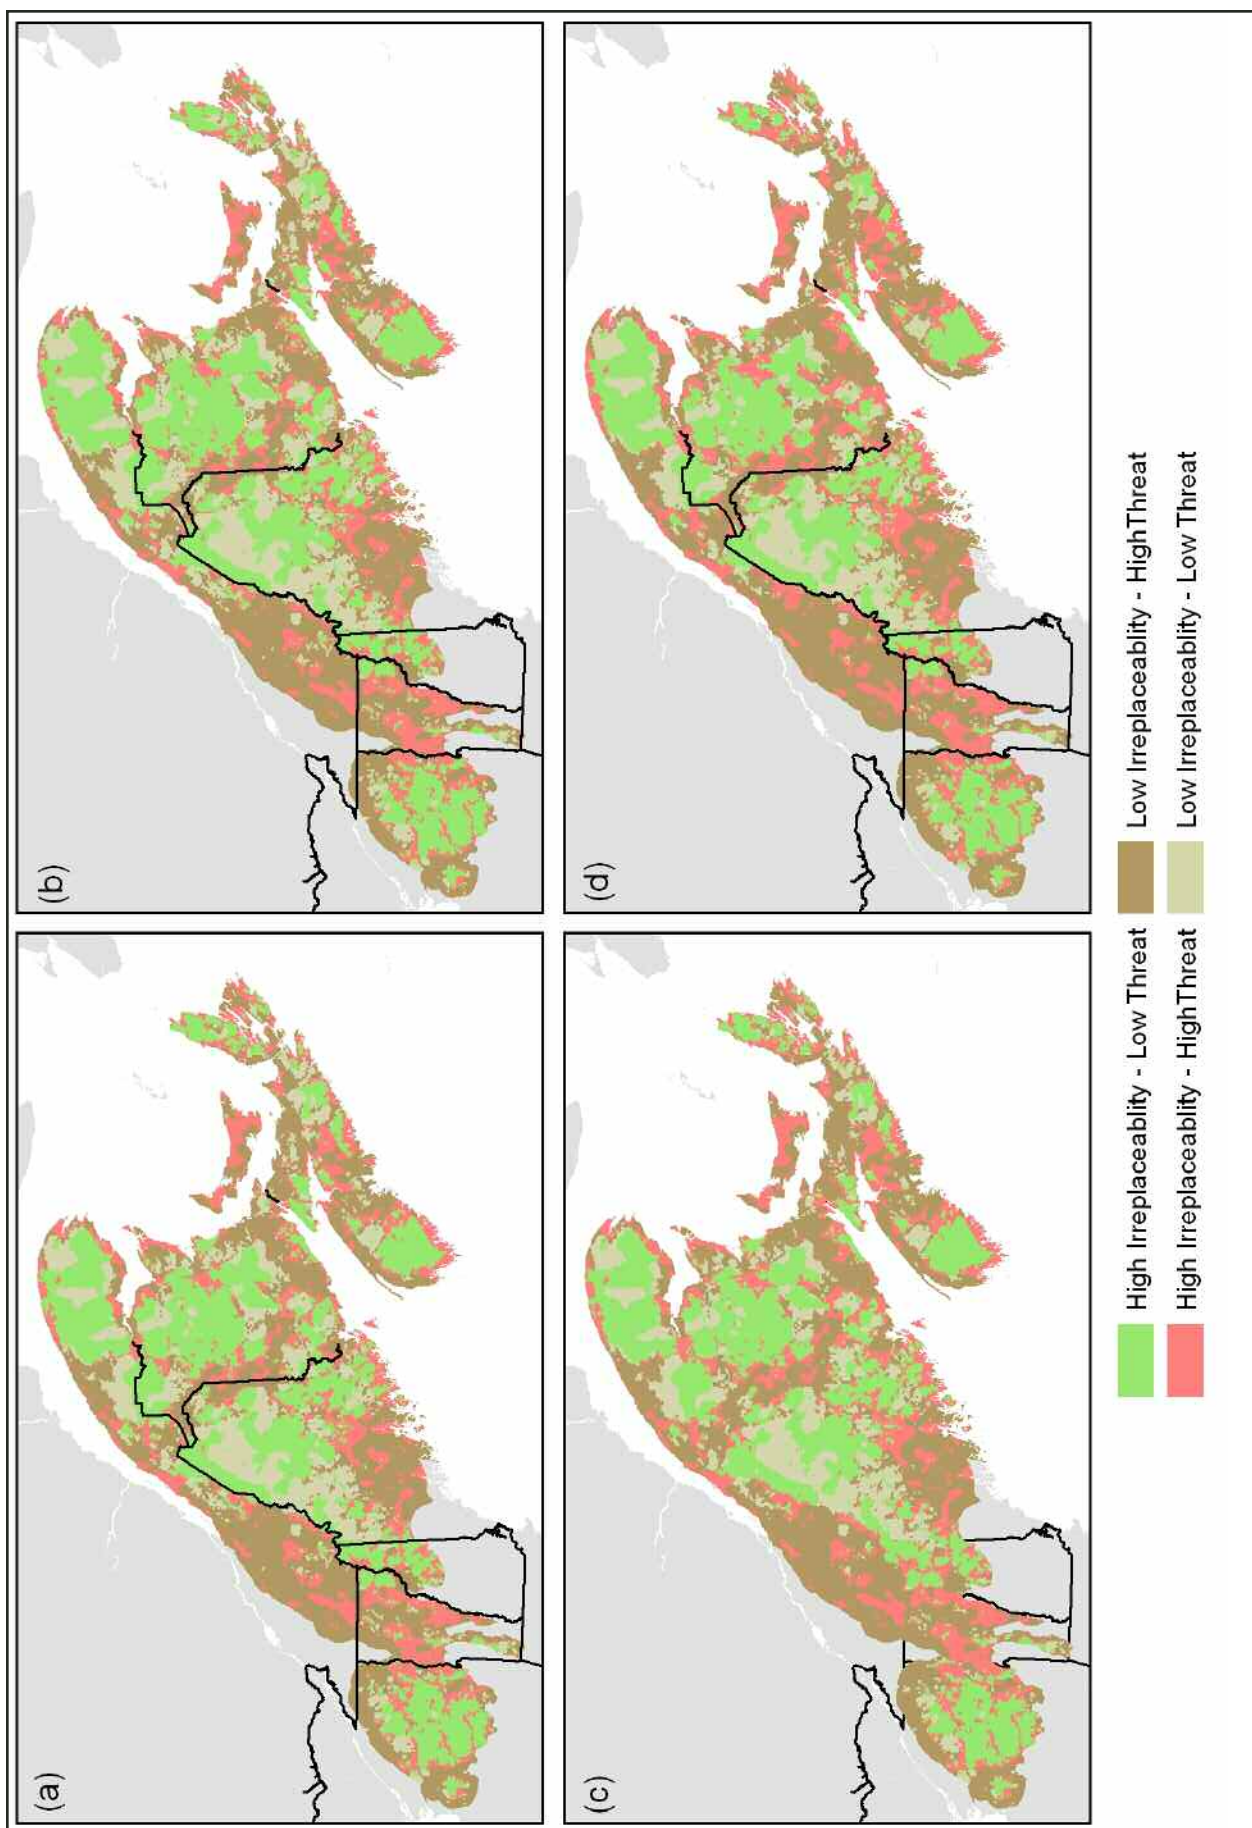 (a)
(b)
(c)
(d)
High Irreplaceablity - Low Threat
Low Irreplaceablity - HighThreat
High Irreplaceablity - HighThreat
Low Irreplaceablity - Low Threat